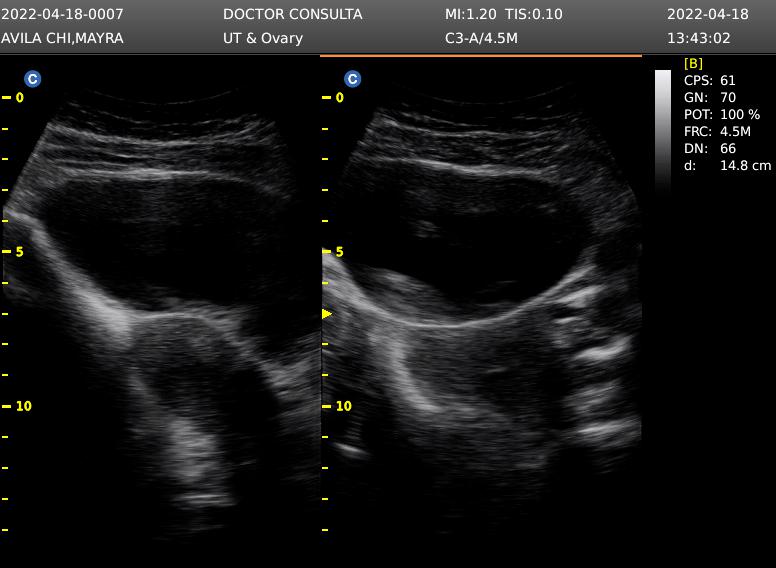 2022-04-18-0007 DOCTOR CONSULTA MI:1.20 TIS:0.10 2022-04-18
AVILA CHI,MAYRA UT & Ovary C3-A/4.5M 13:43:02
C
0
5
10
C
0
5
10
[B]
CPS: 61
GN: 70
POT: 100 %
FRC: 4.5M
DN: 66
d: 14.8 cm